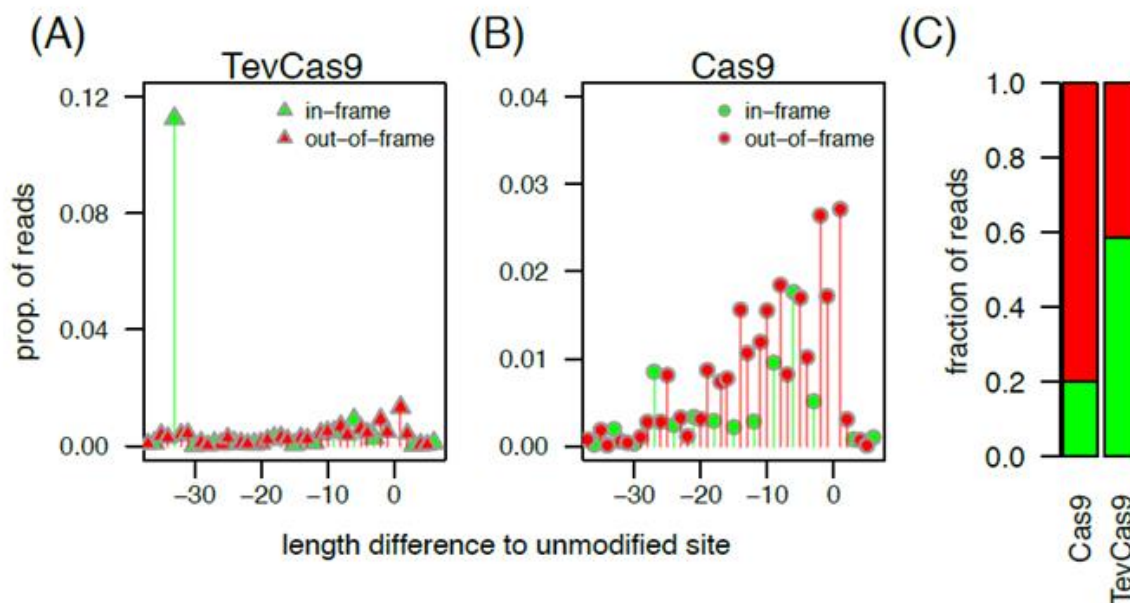 (A)
TevCas9
in-frame
out-of-frame
0.12
0.08
0.04
0.00
prop. of reads
−30
−20
−10
0
(B)
Cas9
in-frame
out-of-frame
0.04
0.03
0.02
0.01
0.00
−30
−20
−10
0
length difference to unmodified site
(C)
1.0
0.8
0.6
0.4
0.2
0.0
fraction of reads
Cas9
TevCas9